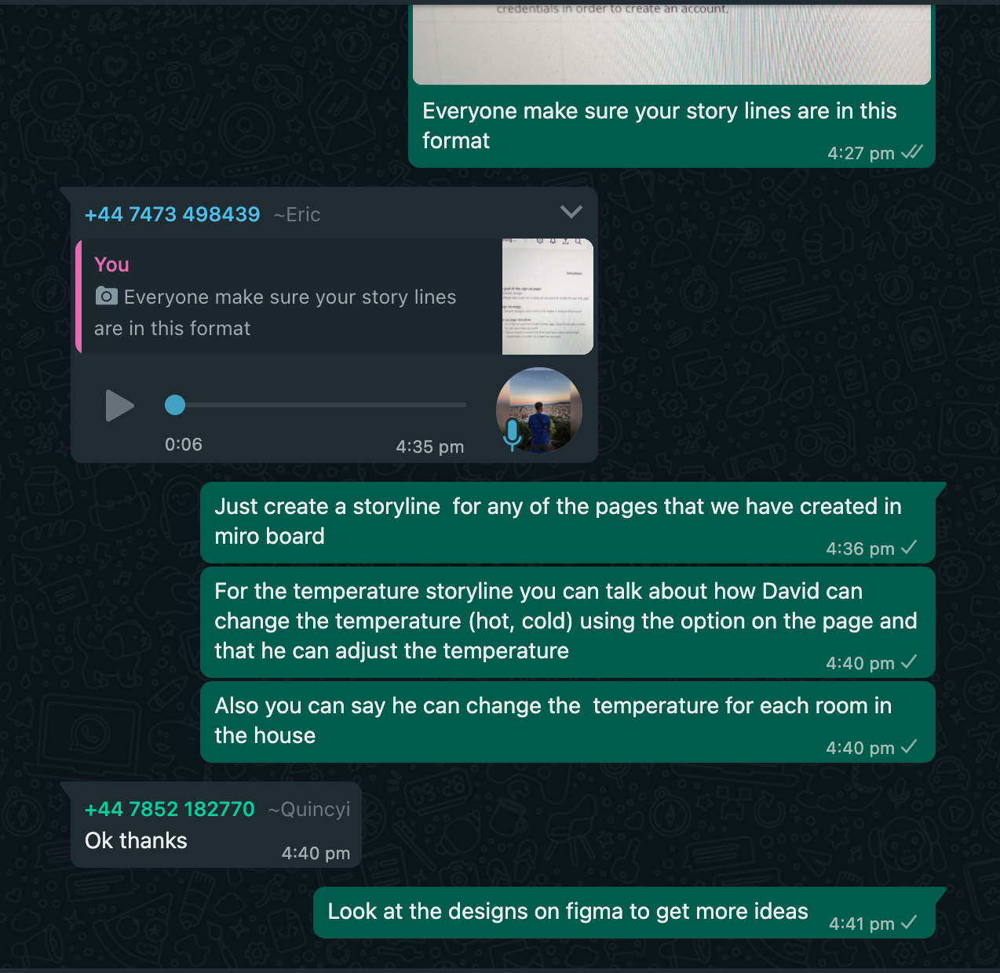 credentials in order to create an account.
Everyone make sure your story lines are in this
format
4:27 pm
+44 7473 498439 ~Eric
You
Everyone make sure your story lines
are in this format
Storylines
0:06
4:35 pm
Just create a storyline  for any of the pages that we have created in
miro board
4:36 pm
For the temperature storyline you can talk about how David can
change the temperature (hot, cold) using the option on the page and
that he can adjust the temperature
4:40 pm
Also you can say he can change the  temperature for each room in
the house
4:40 pm
+44 7852 182770 ~Quincyi
Ok thanks
4:40 pm
Look at the designs on figma to get more ideas
4:41 pm